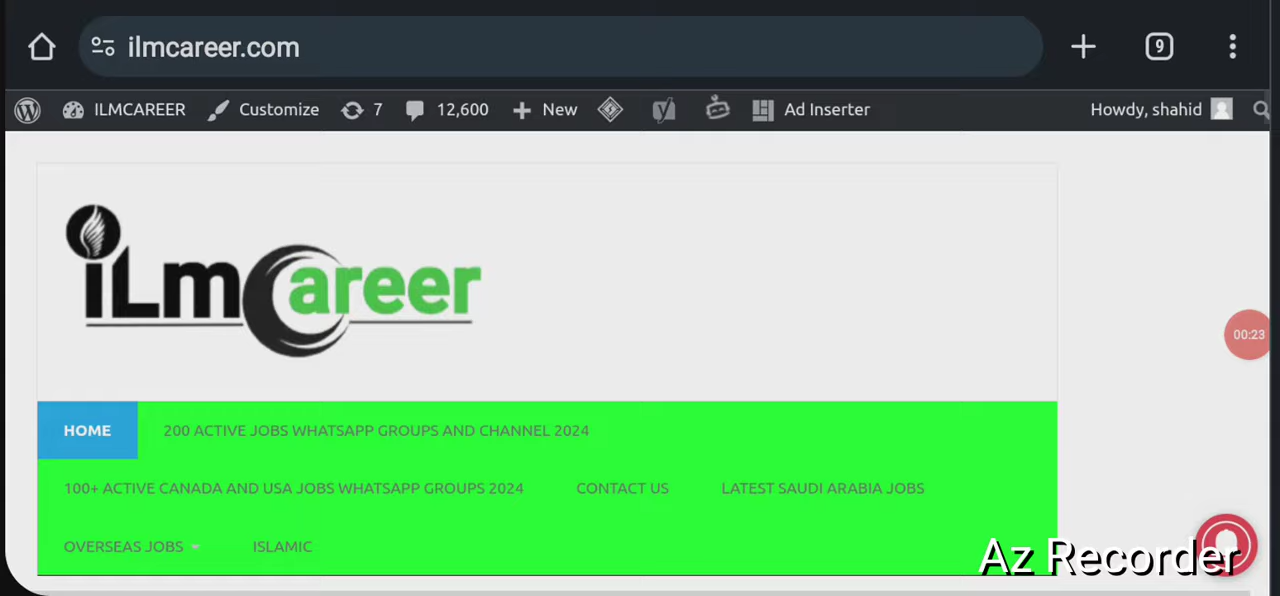 ilmcareer.com
9
ILMCAREER Customize 7 12,600 New Ad Inserter Howdy, shahid
iLmCareer
00:23
HOME 200 ACTIVE JOBS WHATSAPP GROUPS AND CHANNEL 2024
100+ ACTIVE CANADA AND USA JOBS WHATSAPP GROUPS 2024 CONTACT US LATEST SAUDI ARABIA JOBS
OVERSEAS JOBS ISLAMIC
Az Recorder